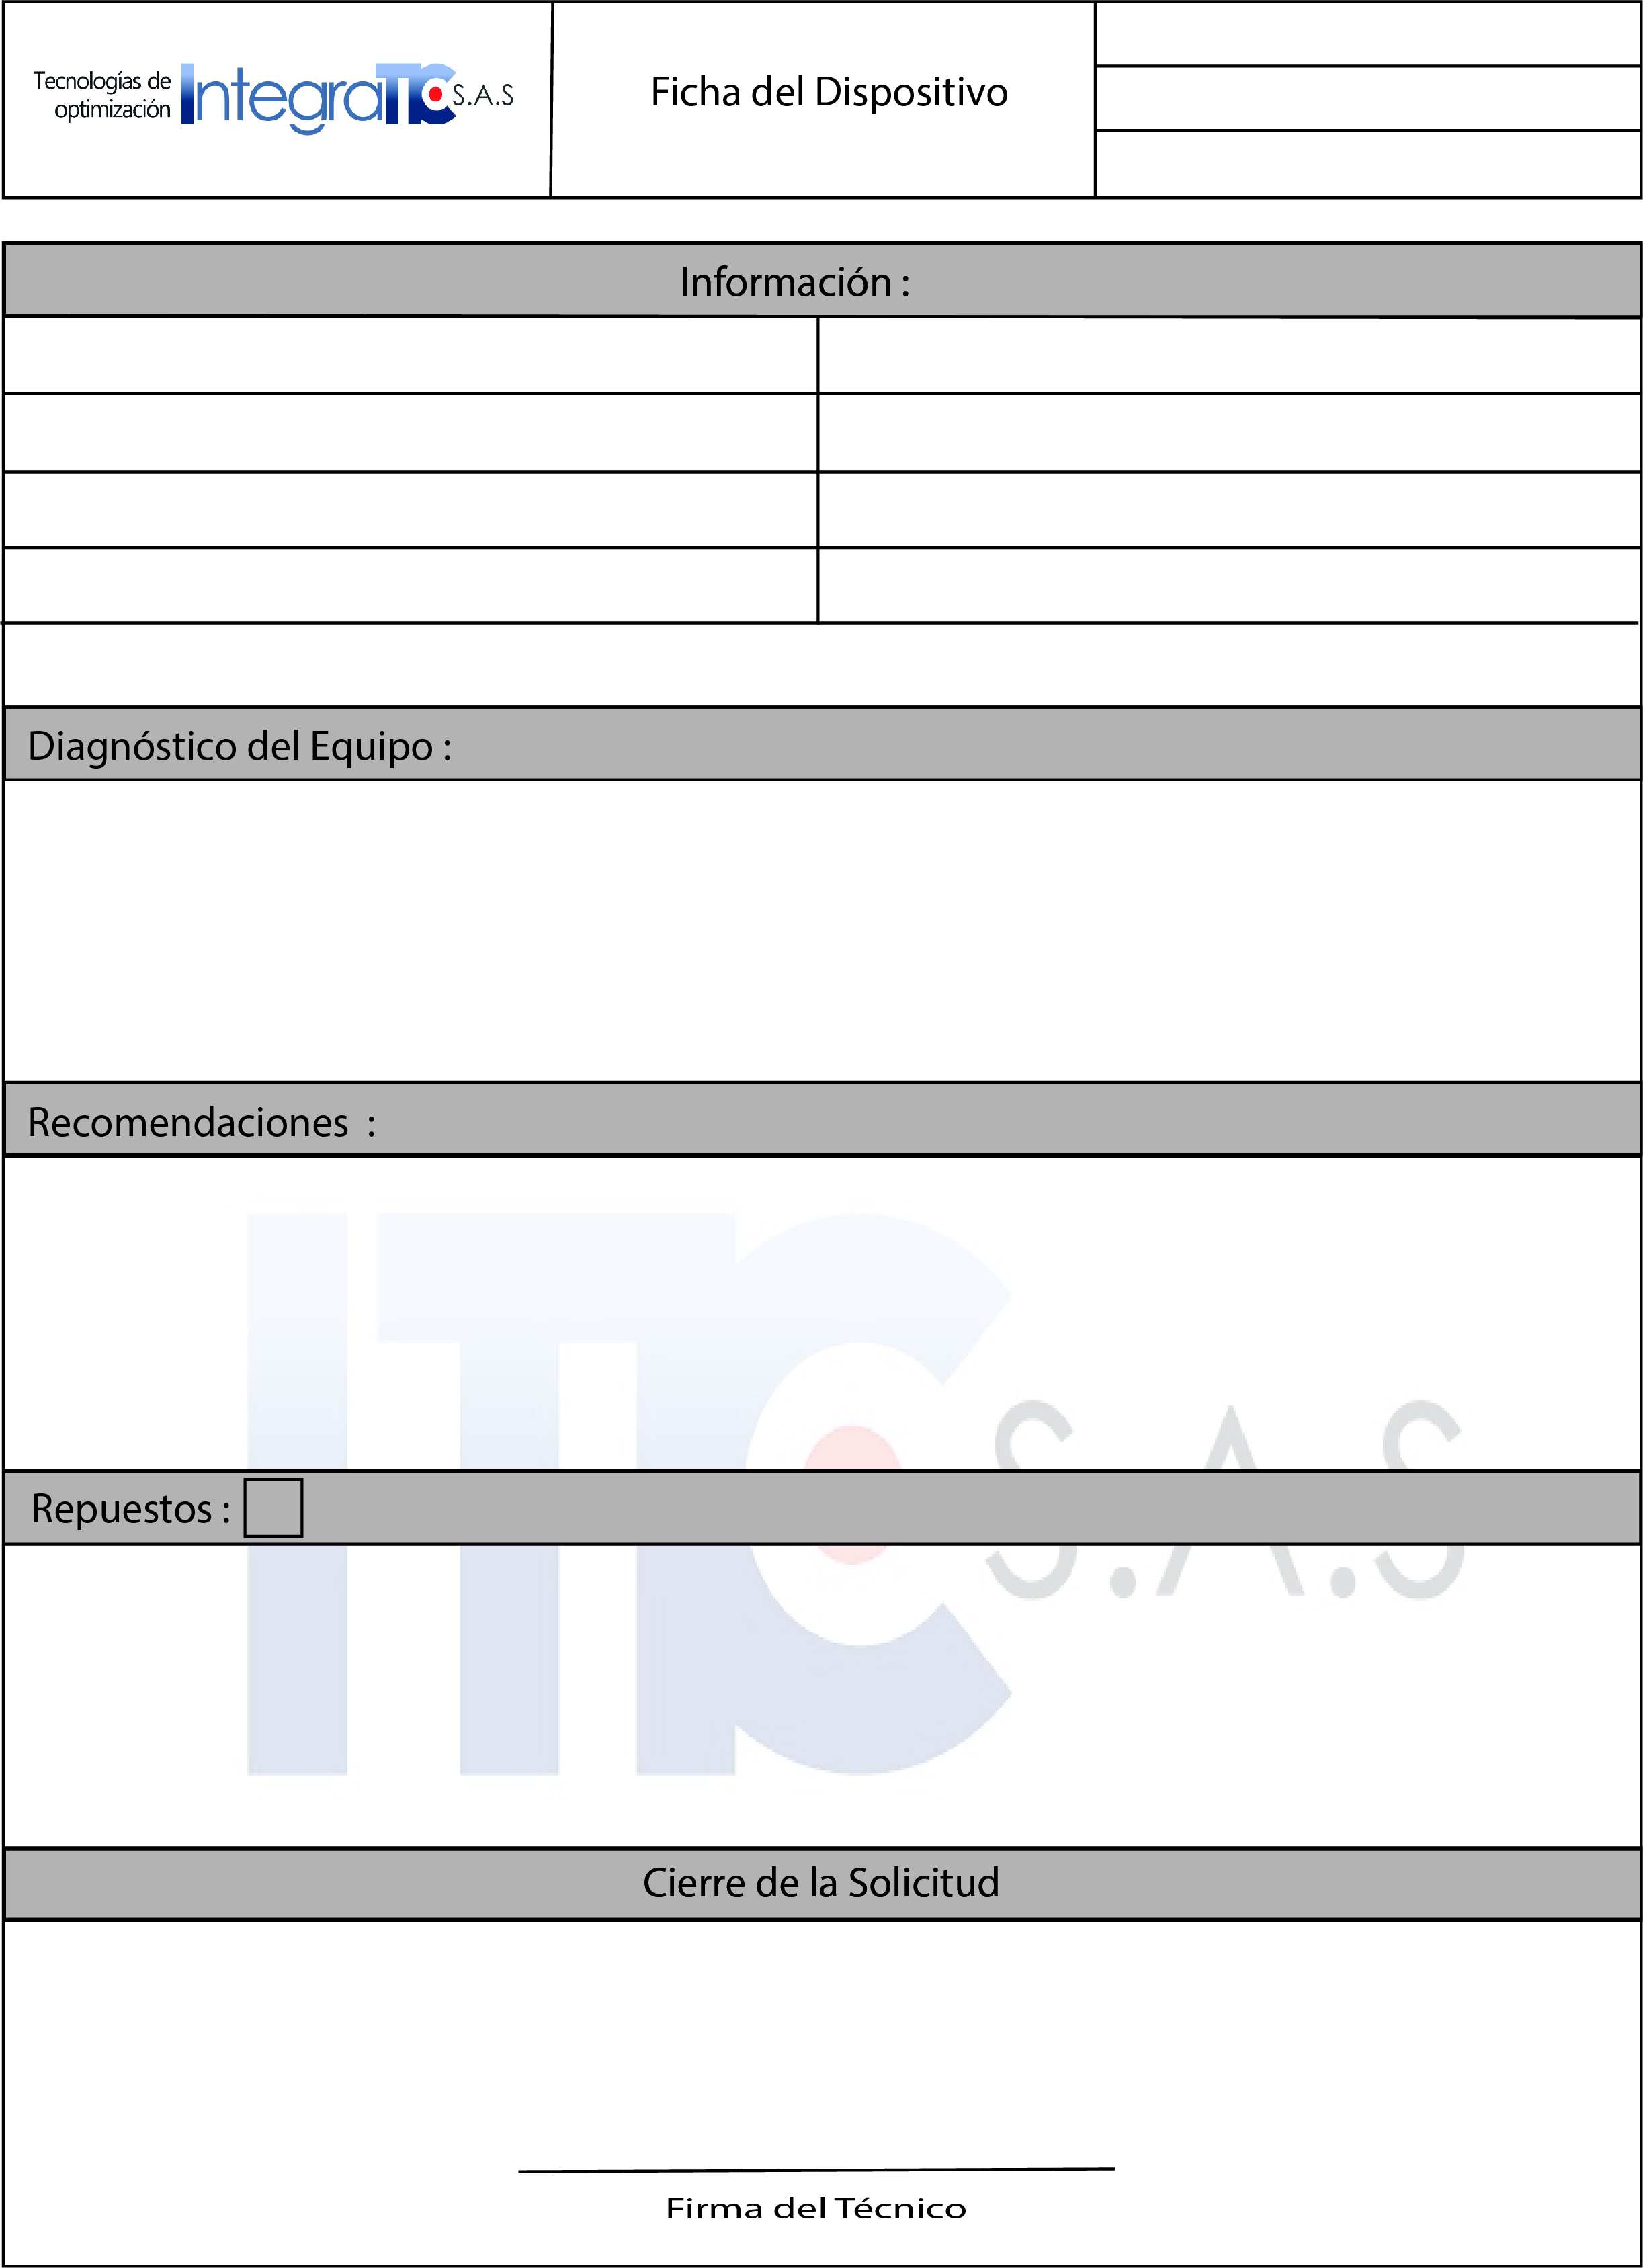 Tecnologías de
optimización
IntegraITC S.A.S
Ficha del Dispositivo
Información :
Diagnóstico del Equipo :
Recomendaciones :
ITC S.A.S
Repuestos :
Cierre de la Solicitud
Firma del Técnico